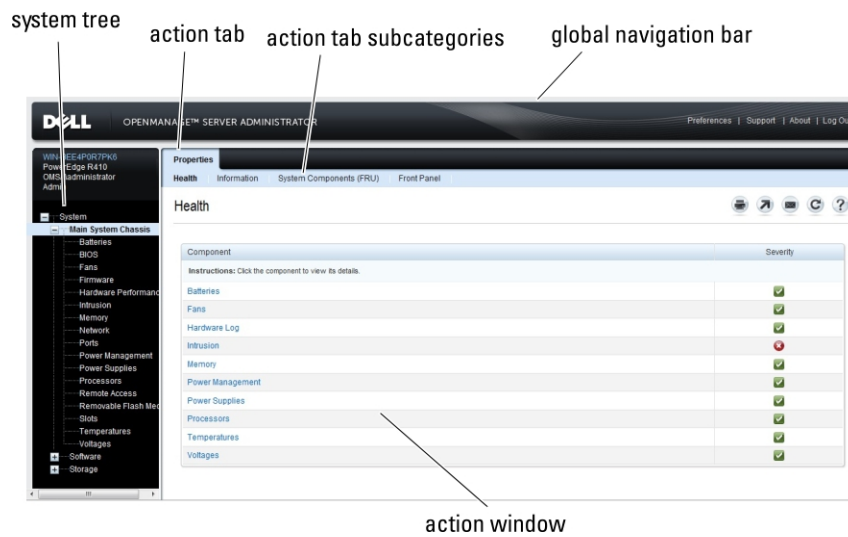 system tree
action tab
action tab subcategories
global navigation bar
DELL
OPENMANAGE™ SERVER ADMINISTRATOR
Preferences | Support | About | Log Ou
PowerEdge R410
Properties
Health
Information
System Components (FRU)
Front Panel
Health
System
Main System Chassis
Batteries
BIOS
Fans
Firmware
Hardware Performanc
Intrusion
Memory
Network
Ports
Power Management
Power Supplies
Processors
Remote Access
Removable Flash Med
Slots
Temperatures
Voltages
Software
Storage
Component
Severity
Instructions: Click the component to view its details.
Batteries
Fans
Hardware Log
Intrusion
Memory
Power Management
Power Supplies
Processors
Temperatures
Voltages
action window